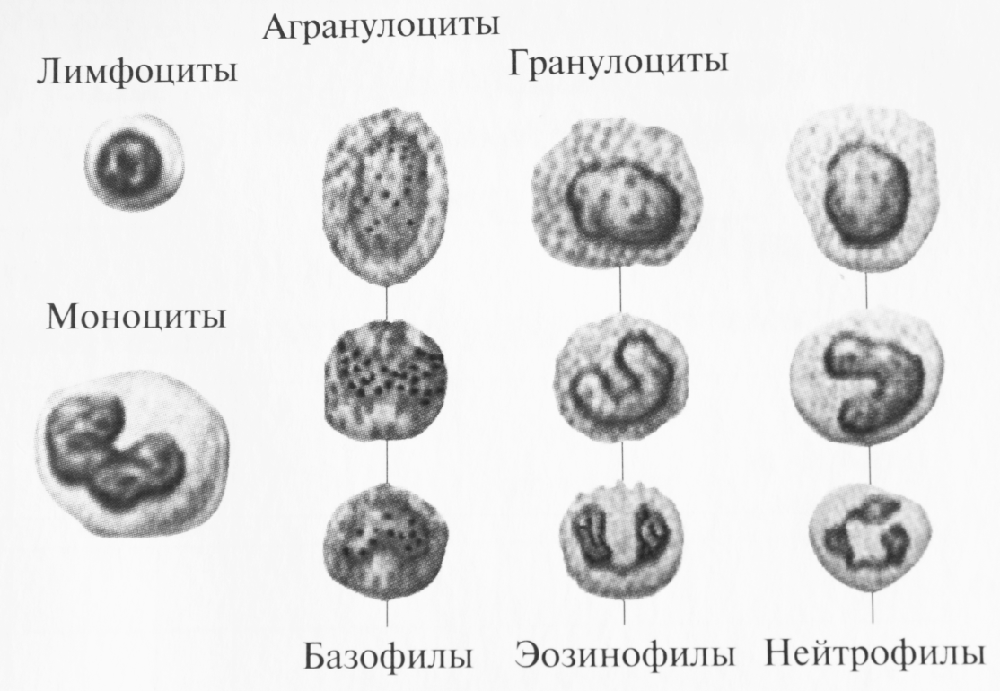 Агранулоциты
Лимфоциты
Гранулоциты
Моноциты
Базофилы
Эозинофилы
Нейтрофилы